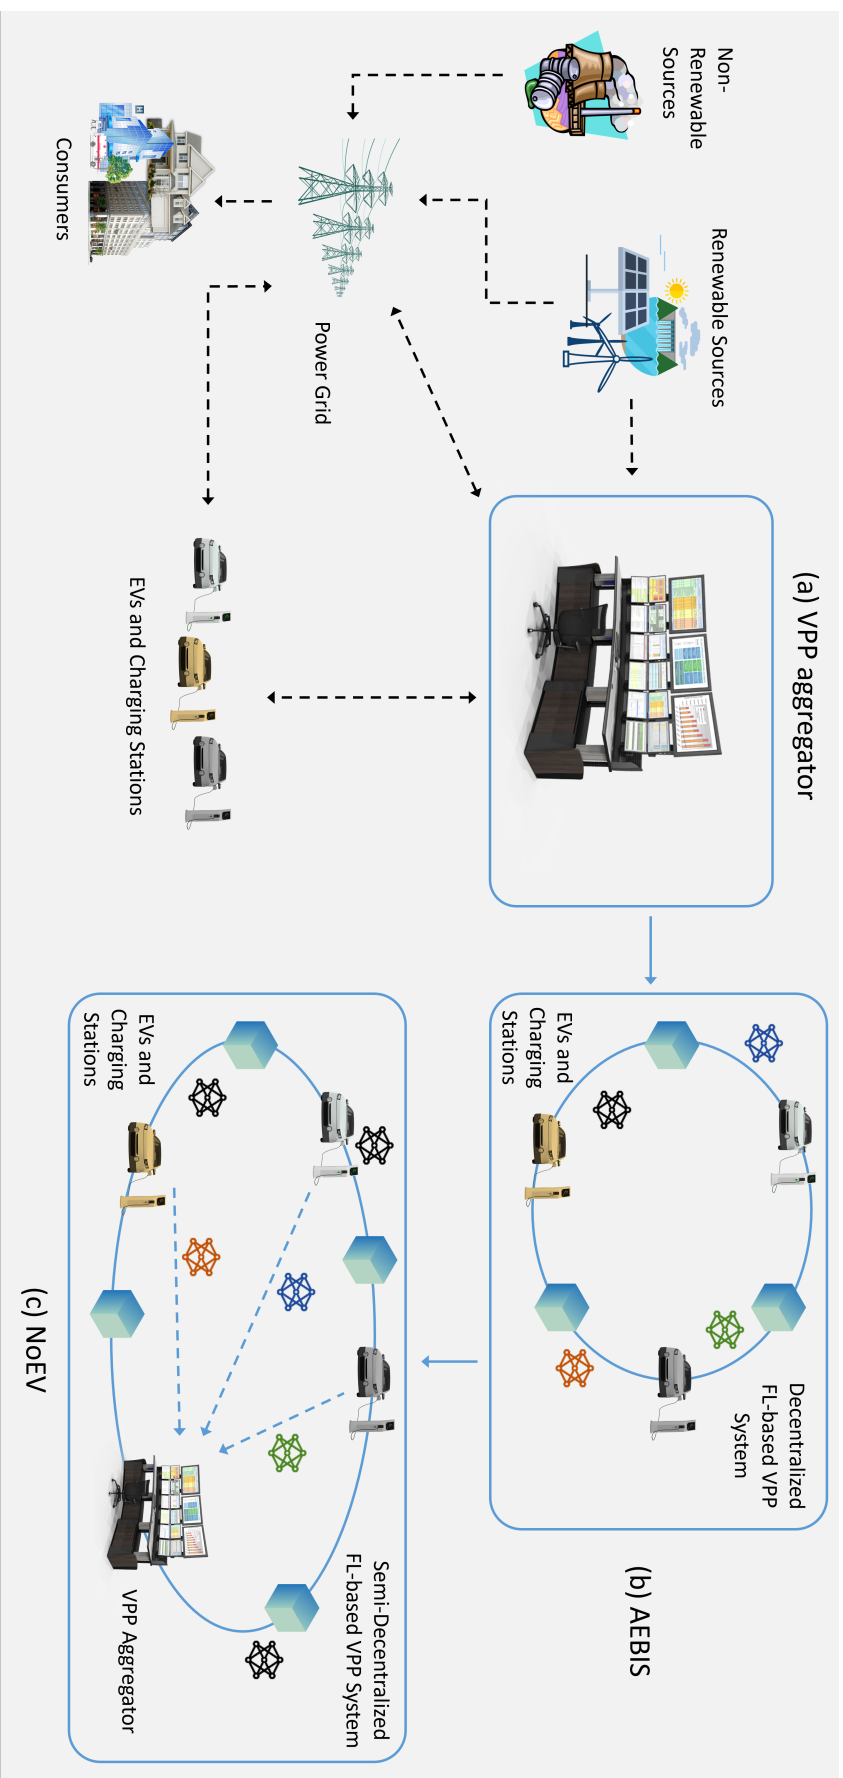 Non-
Renewable
Sources
Renewable Sources
Power Grid
Consumers
EVs and Charging Stations
(a) VPP aggregator
Decentralized
FL-based VPP
System
EVs and
Charging
Stations
(b) AEBIS
Semi-Decentralized
FL-based VPP System
EVs and
Charging
Stations
VPP Aggregator
(c) NoEV